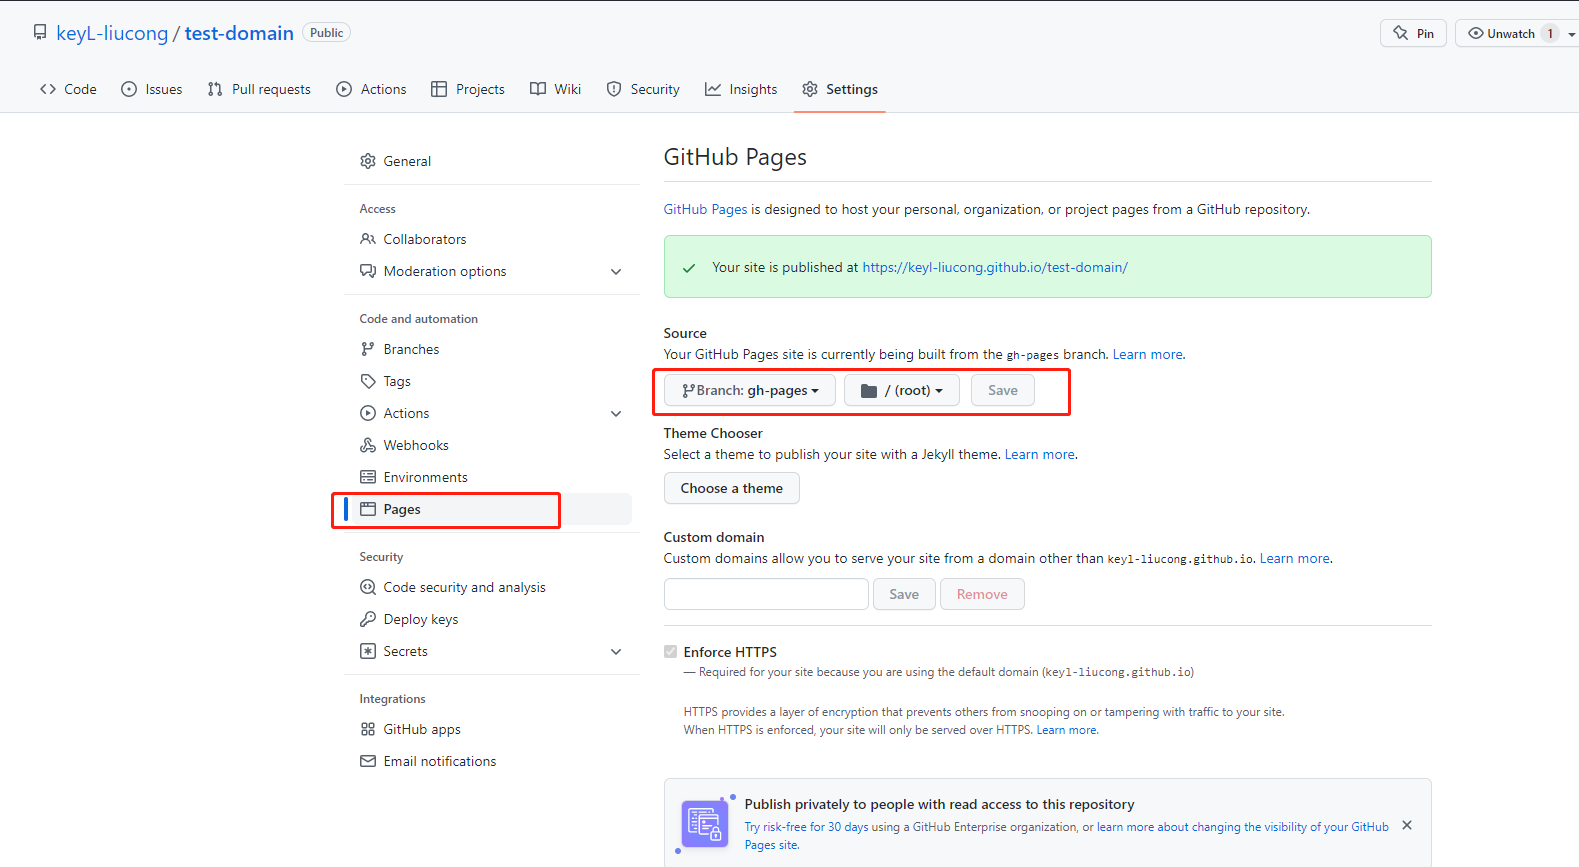 keyL-liucong / test-domain Public
Pin
Unwatch 1
Code
Issues
Pull requests
Actions
Projects
Wiki
Security
Insights
Settings
General
Access
Collaborators
Moderation options
Code and automation
Branches
Tags
Actions
Webhooks
Environments
Pages
Security
Code security and analysis
Deploy keys
Secrets
Integrations
GitHub apps
Email notifications
GitHub Pages
GitHub Pages is designed to host your personal, organization, or project pages from a GitHub repository.
Your site is published at https://keyl-liucong.github.io/test-domain/
Source
Your GitHub Pages site is currently being built from the gh-pages branch. Learn more.
Branch: gh-pages
/ (root)
Save
Theme Chooser
Select a theme to publish your site with a Jekyll theme. Learn more.
Choose a theme
Custom domain
Custom domains allow you to serve your site from a domain other than keyl-liucong.github.io. Learn more.
Save
Remove
Enforce HTTPS
— Required for your site because you are using the default domain (keyl-liucong.github.io)
HTTPS provides a layer of encryption that prevents others from snooping on or tampering with traffic to your site.
When HTTPS is enforced, your site will only be served over HTTPS. Learn more.
Publish privately to people with read access to this repository
Try risk-free for 30 days using a GitHub Enterprise organization, or learn more about changing the visibility of your GitHub
Pages site.